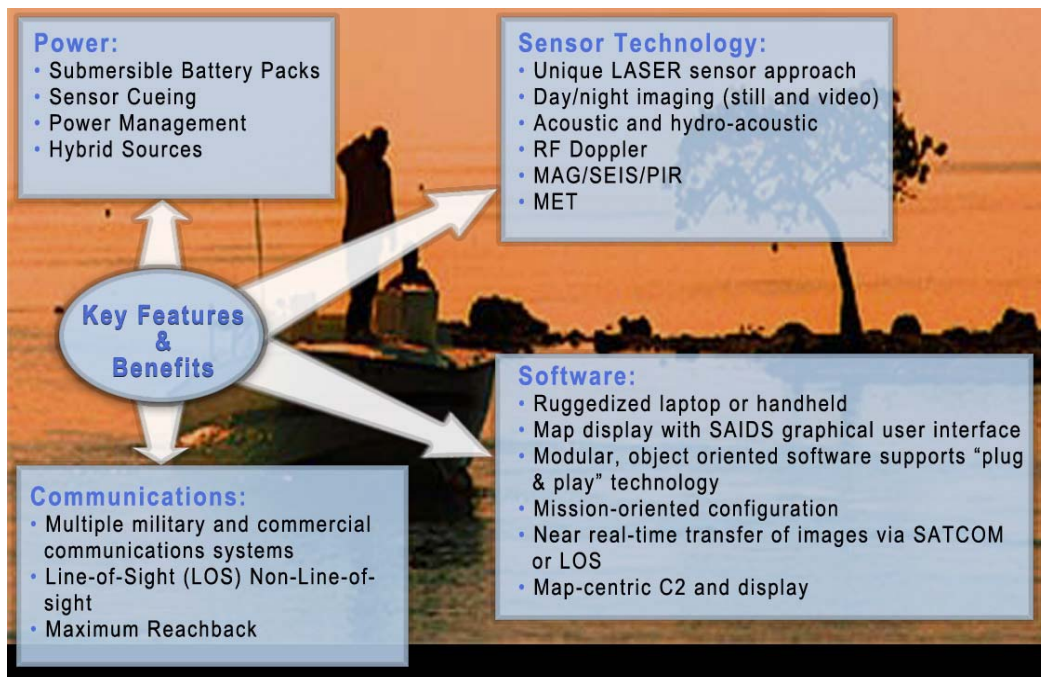 Power:
• Submersible Battery Packs
• Sensor Cueing
• Power Management
• Hybrid Sources
Sensor Technology:
• Unique LASER sensor approach
• Day/night imaging (still and video)
• Acoustic and hydro-acoustic
• RF Doppler
• MAG/SEIS/PIR
• MET
Key Features
&
Benefits
Communications:
• Multiple military and commercial
communications systems
• Line-of-Sight (LOS) Non-Line-of-
sight
• Maximum Reachback
Software:
• Ruggedized laptop or handheld
• Map display with SAIDS graphical user interface
• Modular, object oriented software supports “plug
& play” technology
• Mission-oriented configuration
• Near real-time transfer of images via SATCOM
or LOS
• Map-centric C2 and display